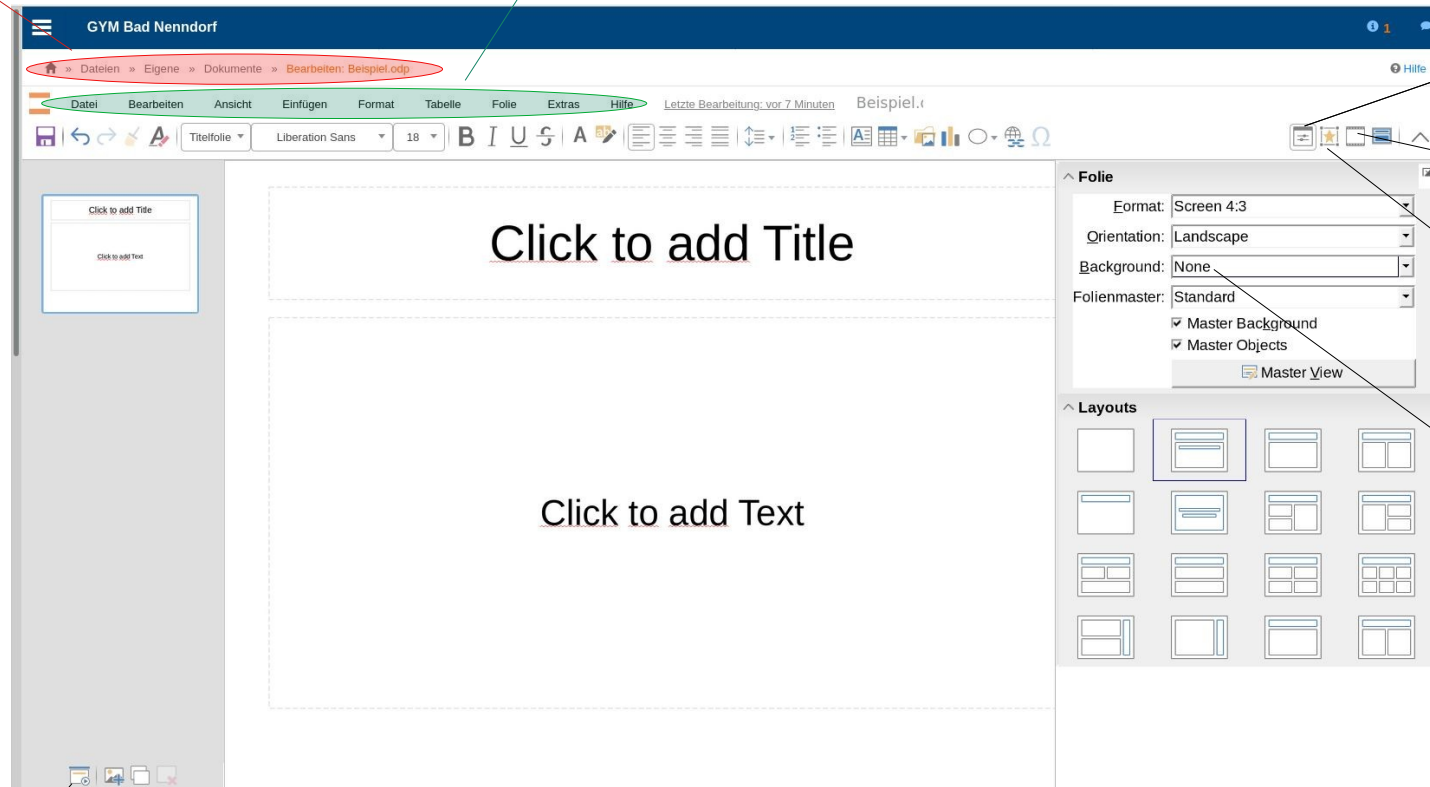 GYM Bad Nenndorf
1
» Dateien » Eigene » Dokumente » Bearbeiten: Beispiel.odp
Hilfe
Datei Bearbeiten Ansicht Einfügen Format Tabelle Folie Extras Hilfe Letzte Bearbeitung: vor 7 Minuten Beispiel.
Titelfolie Liberation Sans 18 B I U S A Ω
Folie
Click to add Title
Click to add Text
Click to add Title
Click to add Text
Format: Screen 4:3
Orientation: Landscape
Background: None
Folienmaster: Standard
Master Background
Master Objects
Master View
Layouts